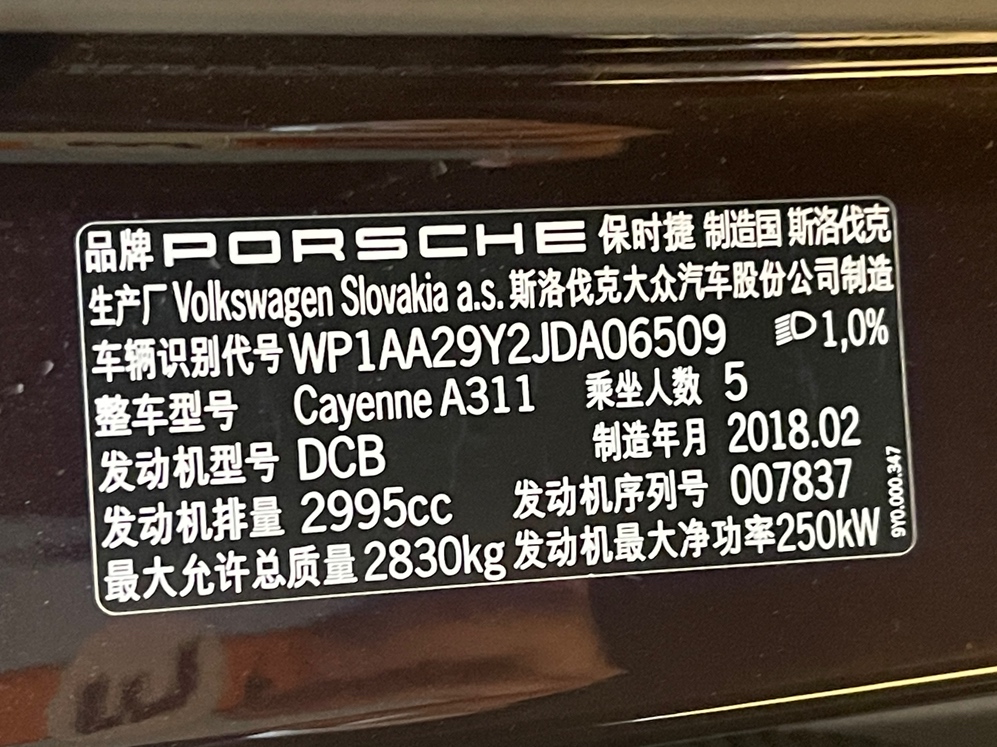 品牌 PORSCHE 保时捷 制造国 斯洛伐克
生产厂 Volkswagen Slovakia a.s. 斯洛伐克大众汽车股份公司制造
车辆识别代号 WP1AA29Y2JDA06509 1,0%
整车型号 Cayenne A311 乘坐人数 5
发动机型号 DCB 制造年月 2018.02
发动机排量 2995cc 发动机序列号 007837
最大允许总质量 2830kg 发动机最大净功率 250kW
9Y0.000.347